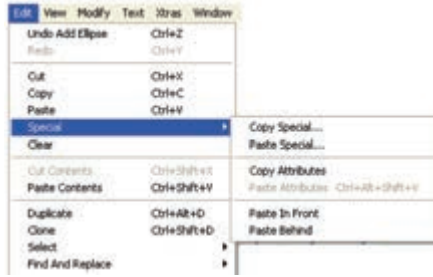 Edit View Modify Text Xtras Window
Undo Add Ellipse Ctrl+Z
Redo Ctrl+Y
Cut Ctrl+X
Copy Ctrl+C
Paste Ctrl+V
Special
Clear
Cut Contents Ctrl+Shift+X
Paste Contents Ctrl+Shift+V
Duplicate Ctrl+Alt+D
Clone Ctrl+Shift+D
Select
Find And Replace
Copy Special...
Paste Special...
Copy Attributes
Paste Attributes Ctrl+Alt+Shift+V
Paste In Front
Paste Behind